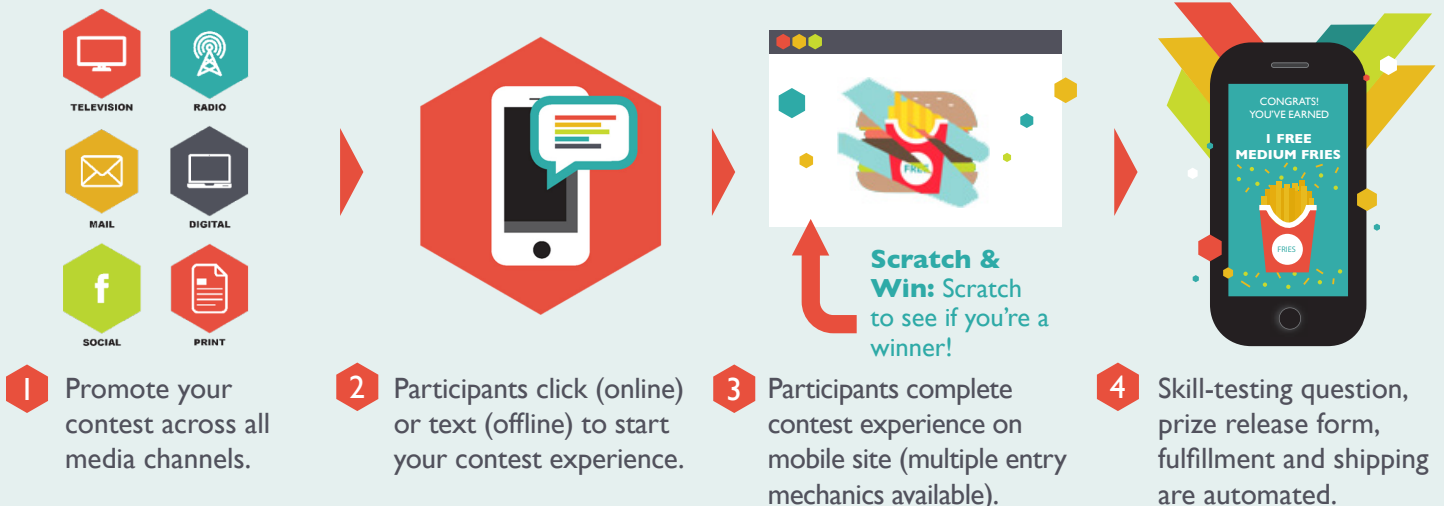 TELEVISION
RADIO
MAIL
DIGITAL
f
SOCIAL
PRINT
1 Promote your
contest across all
media channels.
2 Participants click (online)
or text (offline) to start
your contest experience.
FRIES
Scratch &
Win: Scratch
to see if you're a
winner!
3 Participants complete
contest experience on
mobile site (multiple entry
mechanics available).
CONGRATS!
YOU'VE EARNED
1 FREE
MEDIUM FRIES
FRIES
4 Skill-testing question,
prize release form,
fulfillment and shipping
are automated.